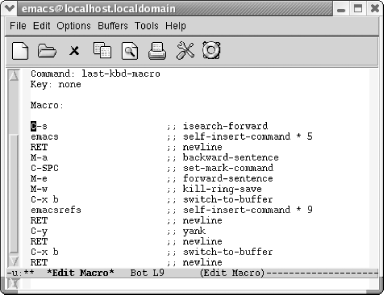 emacs@localhost.localdomain
File Edit Options Buffers Tools Help
Command: last-kbd-macro
Key: none
Macro:
C-s ;; isearch-forward
emacs ;; self-insert-command * 5
RET ;; newline
M-a ;; backward-sentence
C-SPC ;; set-mark-command
M-e ;; forward-sentence
M-w ;; kill-ring-save
C-x b ;; switch-to-buffer
emacsrefs ;; self-insert-command * 9
RET ;; newline
C-y ;; yank
RET ;; newline
C-x b ;; switch-to-buffer
RET ;; newline
-u:** *Edit Macro* Bot L9 (Edit Macro)--------------------